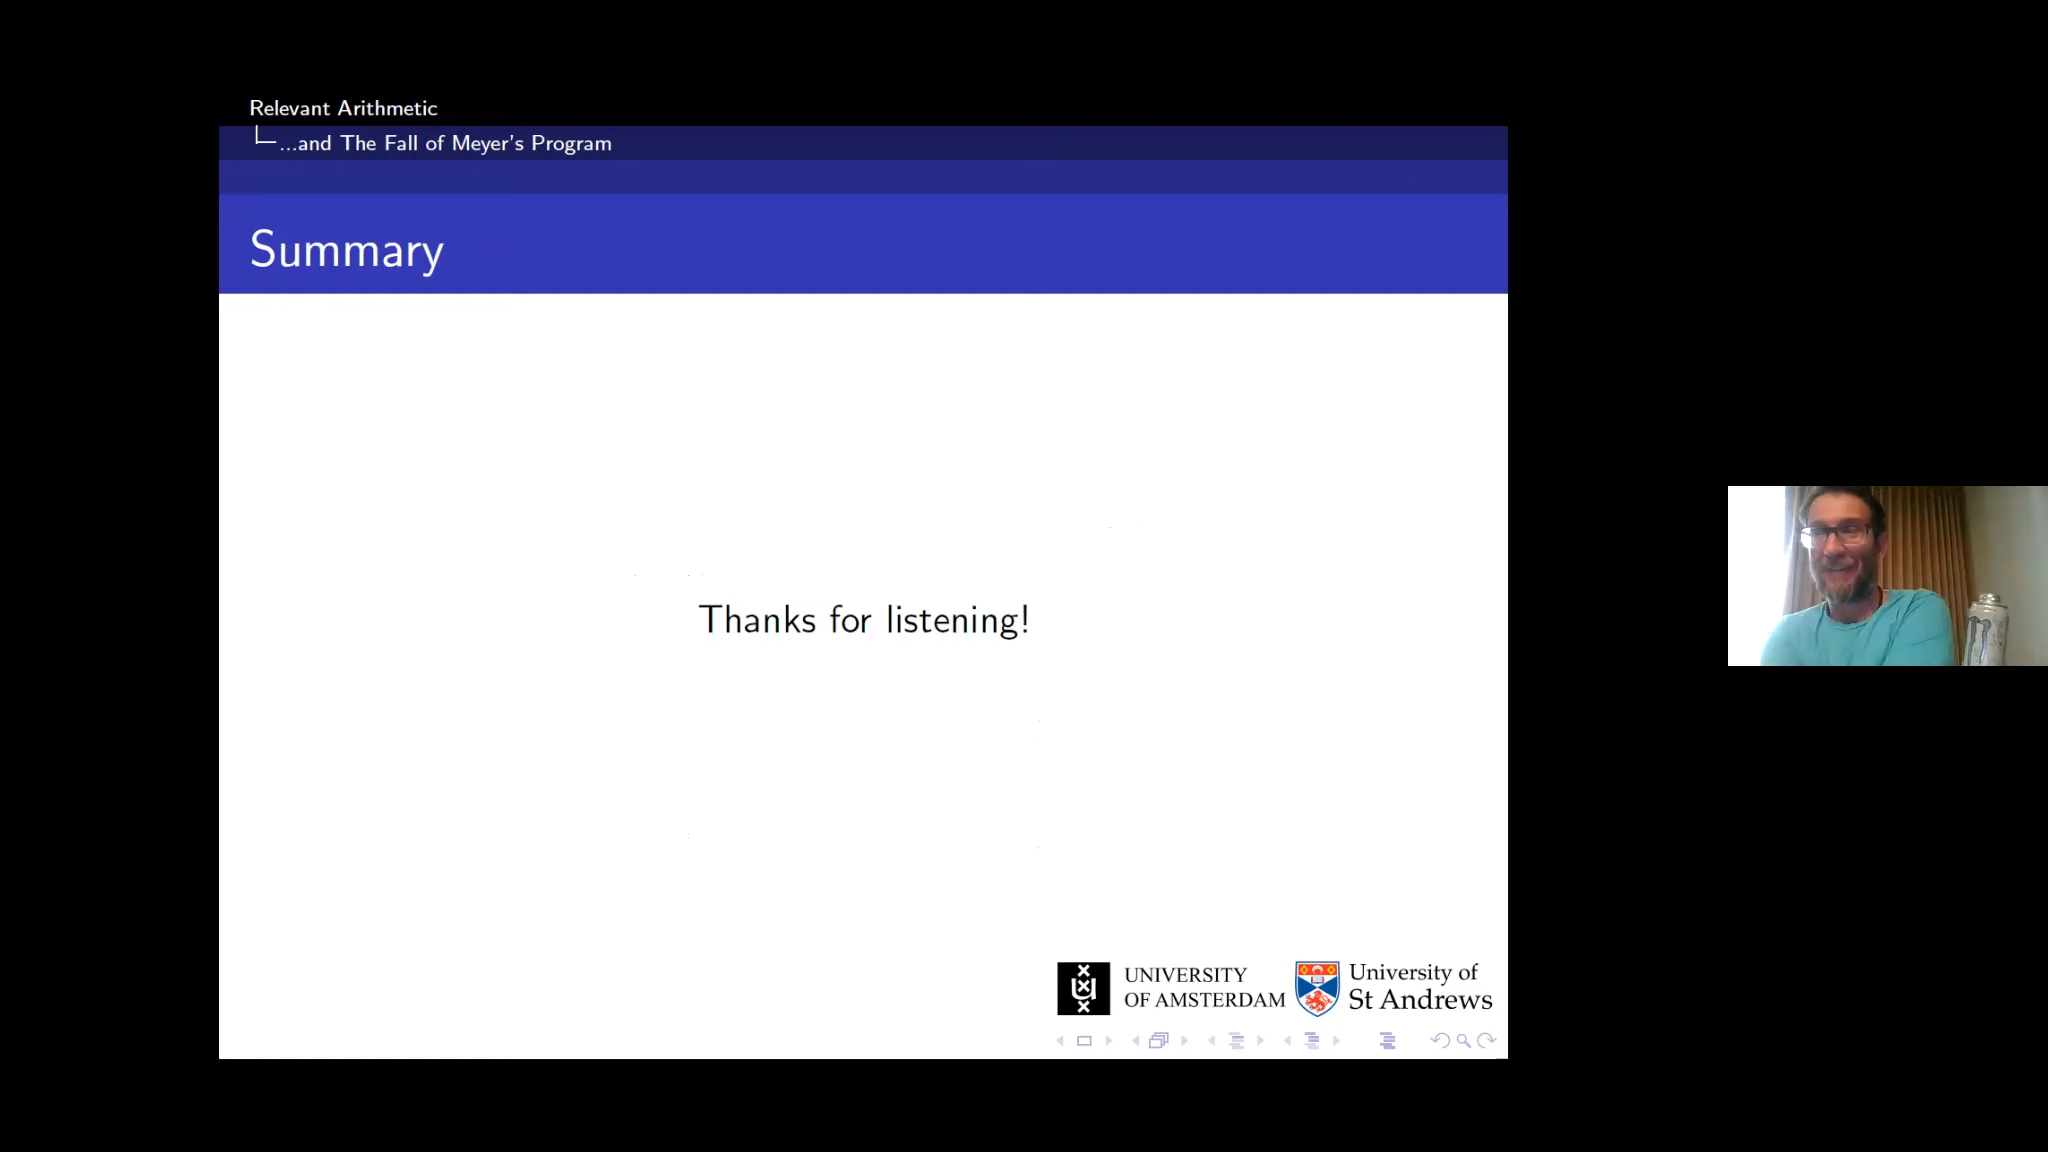 Relevant Arithmetic
...and The Fall of Meyer's Program
Summary
Thanks for listening!
UNIVERSITY
OF AMSTERDAM
University of
St Andrews